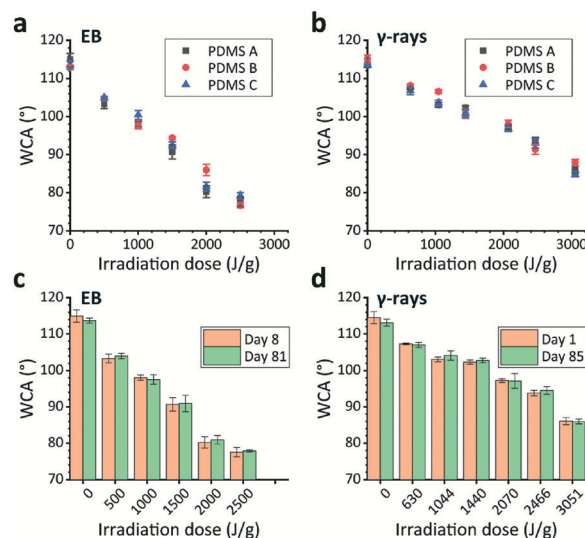 a EB
PDMS A
PDMS B
PDMS C
WCA (°)
120
110
100
90
80
70
0 1000 2000 3000
Irradiation dose (J/g)
b γ-rays
PDMS A
PDMS B
PDMS C
WCA (°)
120
110
100
90
80
70
0 1000 2000 3000
Irradiation dose (J/g)
c EB
Day 8
Day 81
WCA (°)
120
110
100
90
80
70
0 500 1000 1500 2000 2500
Irradiation dose (J/g)
d γ-rays
Day 1
Day 85
WCA (°)
120
110
100
90
80
70
0 630 1044 1440 2070 2466 3051
Irradiation dose (J/g)